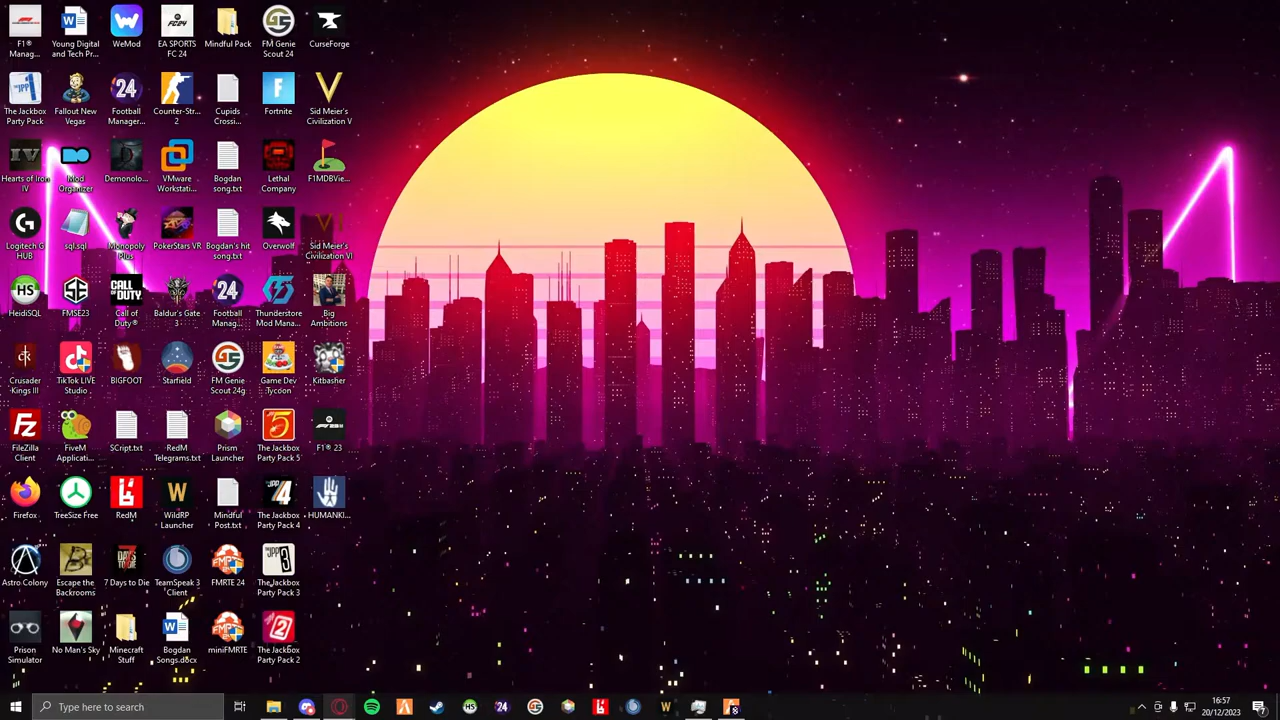 F1®
Manag...
Young Digital
and Tech Pr...
WeMod
EA SPORTS
FC 24
Mindful Pack
FM Genie
Scout 24
CurseForge
The Jackbox
Party Pack
Fallout New
Vegas
Football
Manager...
Counter-Str...
2
Cupids
Crossi...
Fortnite
Sid Meier's
Civilization V
Hearts of Iron
IV
Mod
Organizer
Demonolo...
VMware
Workstati...
Bogdan
song.txt
Lethal
Company
F1MDBVie...
Logitech G
HUB
sql.sql
Monopoly
Plus
PokerStars VR
Bogdan's hit
song.txt
Overwolf
Sid Meier's
Civilization VI
HeidiSQL
FMSE23
Call of
Duty®
Baldur's Gate
3
Football
Manag...
Thunderstore
Mod Mana...
Big
Ambitions
Crusader
Kings III
TikTok LIVE
Studio
BIGFOOT
Starfield
FM Genie
Scout 24g
Game Dev
Tycoon
Kitbasher
FileZilla
Client
FiveM
Applicati...
SCript.txt
RedM
Telegrams.txt
Prism
Launcher
The Jackbox
Party Pack 5
F1® 23
Firefox
TreeSize Free
RedM
WildRP
Launcher
Mindful
Post.txt
The Jackbox
Party Pack 4
HUMANKI...
Astro Colony
Escape the
Backrooms
7 Days to Die
TeamSpeak 3
Client
FMRTE 24
The Jackbox
Party Pack 3
Prison
Simulator
No Man's Sky
Minecraft
Stuff
Bogdan
Songs.docx
miniFMRTE
The Jackbox
Party Pack 2
Type here to search
16:57
20/12/2023